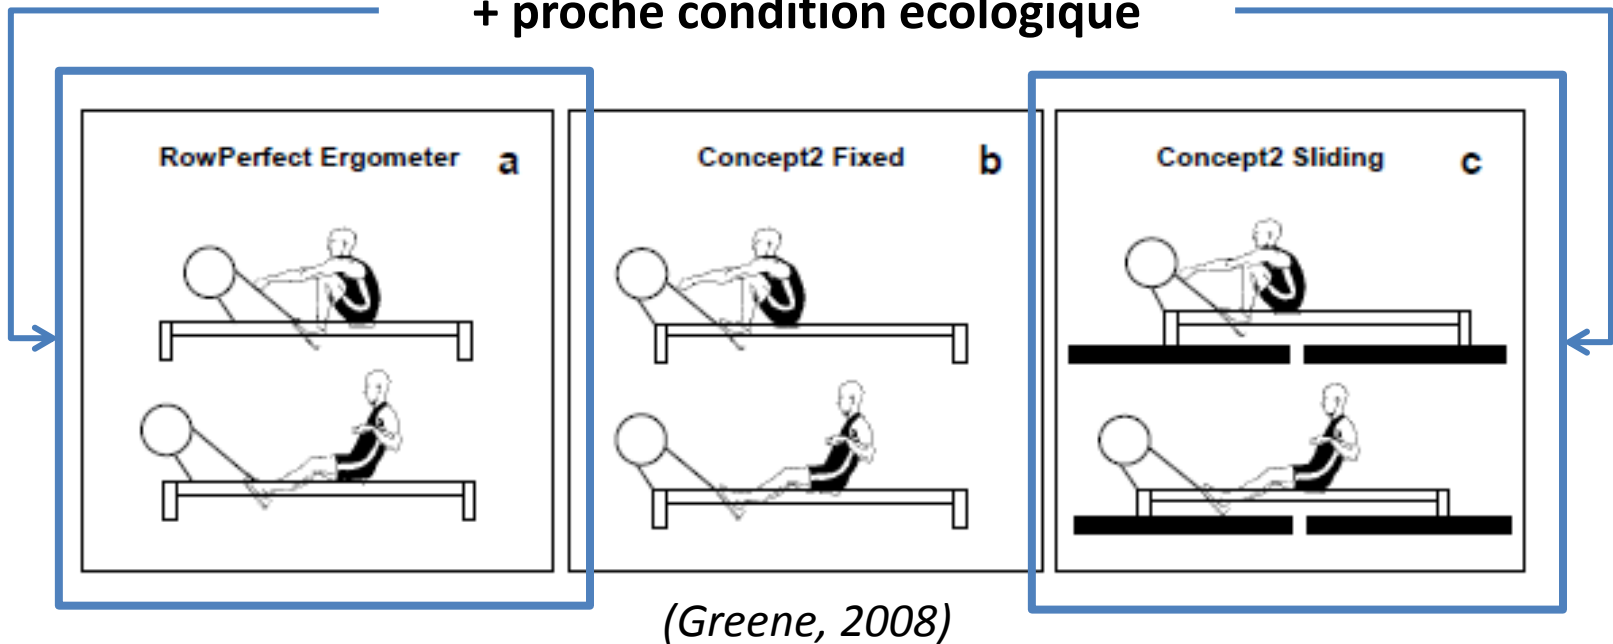 + proche condition écologique
RowPerfect Ergometer a
Concept2 Fixed b
Concept2 Sliding c
(Greene, 2008)